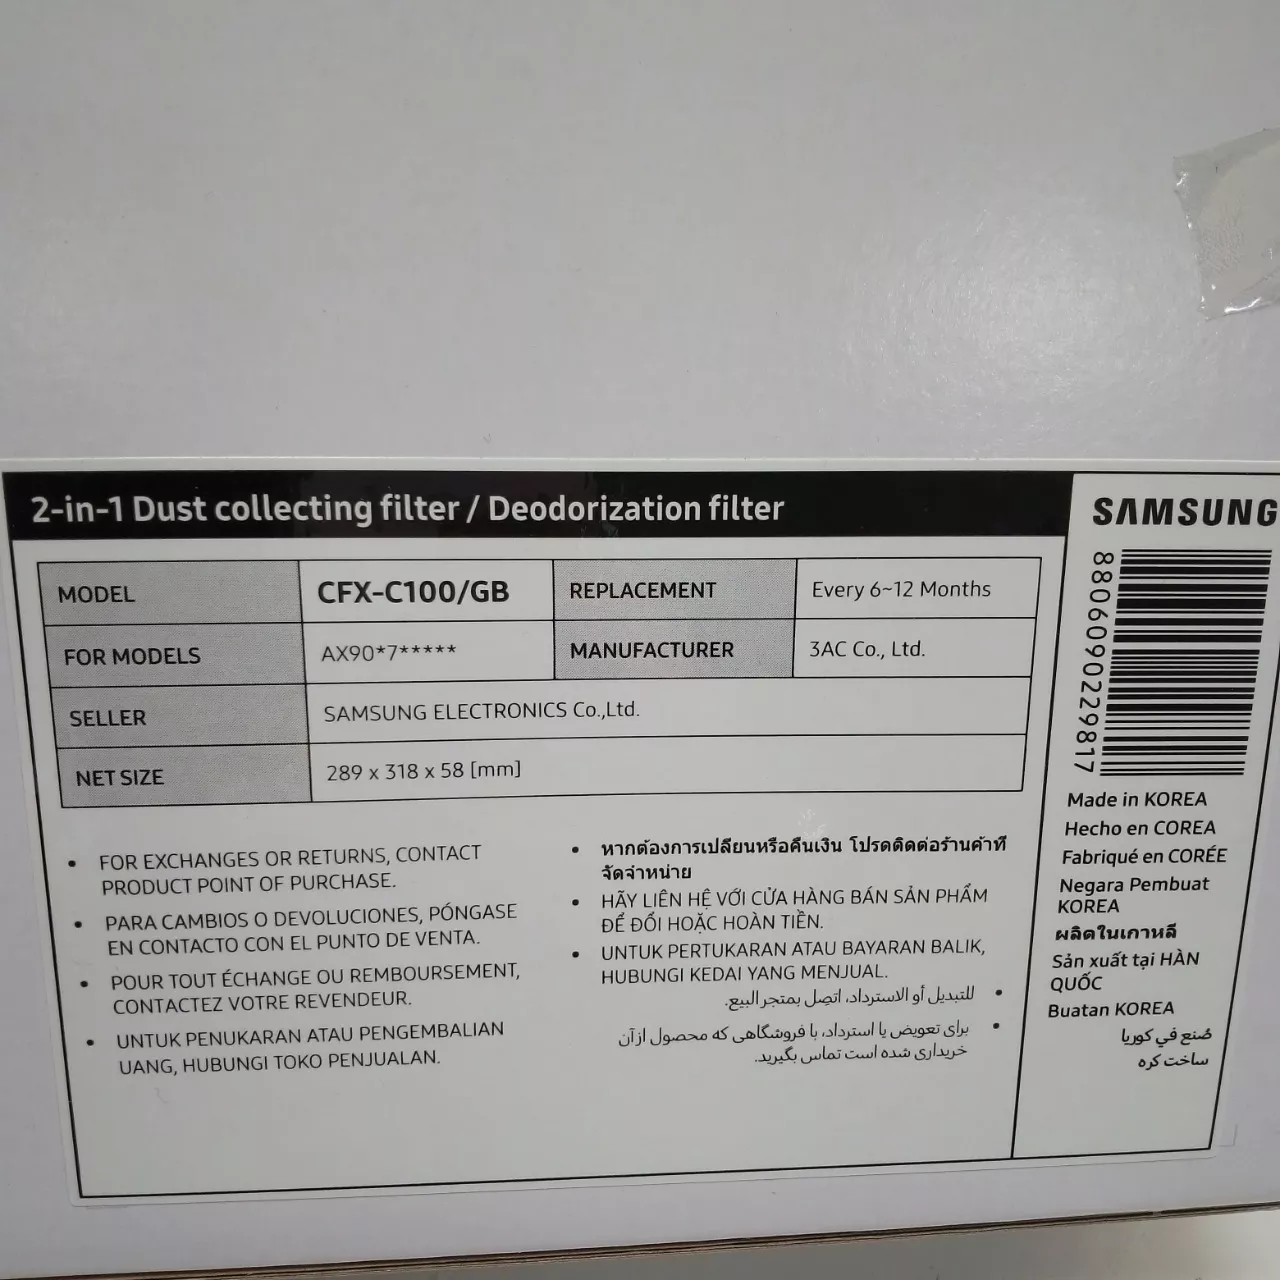 2-in-1 Dust collecting filter / Deodorization filter
MODEL CFX-C100/GB REPLACEMENT Every 6~12 Months
FOR MODELS AX90*7***** MANUFACTURER 3AC Co., Ltd.
SELLER SAMSUNG ELECTRONICS Co.,Ltd.
NET SIZE 289 x 318 x 58 [mm]
• FOR EXCHANGES OR RETURNS, CONTACT
PRODUCT POINT OF PURCHASE.
• PARA CAMBIOS O DEVOLUCIONES, PÓNGASE
EN CONTACTO CON EL PUNTO DE VENTA.
• POUR TOUT ÉCHANGE OU REMBOURSEMENT,
CONTACTEZ VOTRE REVENDEUR.
• UNTUK PENUKARAN ATAU PENGEMBALIAN
UANG, HUBUNGI TOKO PENJUALAN.
• หากต้องการเปลี่ยนหรือคืนเงิน โปรดติดต่อร้านค้าที่
จัดจำหน่าย
• HÃY LIÊN HỆ VỚI CỬA HÀNG BÁN SẢN PHẨM
ĐỂ ĐỔI HOẶC HOÀN TIỀN.
• UNTUK PERTUKARAN ATAU BAYARAN BALIK,
HUBUNGI KEDAI YANG MENJUAL.
• للتبديل أو الاسترداد، اتصِل بمتجر البيع.
• برای تعویض یا استرداد، با فروشگاهی که محصول از آن
خریداری شده است تماس بگیرید.
SAMSUNG
8806090229817
Made in KOREA
Hecho en COREA
Fabriqué en CORÉE
Negara Pembuat
KOREA
ผลิตในเกาหลี
Sản xuất tại HÀN
QUỐC
Buatan KOREA
صُنع في كوريا
ساخت کره